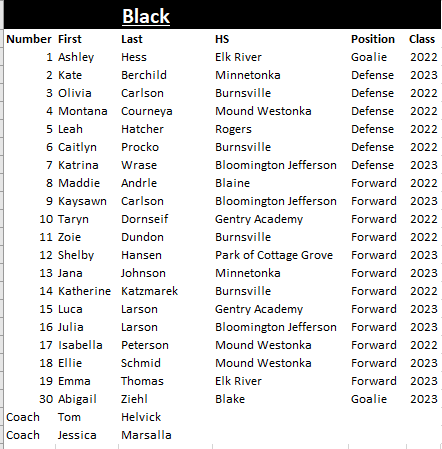 Black
Number First Last HS Position Class
1 Ashley Hess Elk River Goalie 2022
2 Kate Berchild Minnetonka Defense 2023
3 Olivia Carlson Burnsville Defense 2022
4 Montana Courneya Mound Westonka Defense 2022
5 Leah Hatcher Rogers Defense 2022
6 Caitlyn Procko Burnsville Defense 2022
7 Katrina Wrase Bloomington Jefferson Defense 2023
8 Maddie Andrle Blaine Forward 2022
9 Kaysawn Carlson Bloomington Jefferson Forward 2023
10 Taryn Dornseif Gentry Academy Forward 2022
11 Zoie Dundon Burnsville Forward 2022
12 Shelby Hansen Park of Cottage Grove Forward 2023
13 Jana Johnson Minnetonka Forward 2023
14 Katherine Katzmarek Burnsville Forward 2022
15 Luca Larson Gentry Academy Forward 2023
16 Julia Larson Bloomington Jefferson Forward 2023
17 Isabella Peterson Mound Westonka Forward 2022
18 Ellie Schmid Mound Westonka Forward 2023
19 Emma Thomas Elk River Forward 2023
30 Abigail Ziehl Blake Goalie 2023
Coach Tom Helvick
Coach Jessica Marsalla